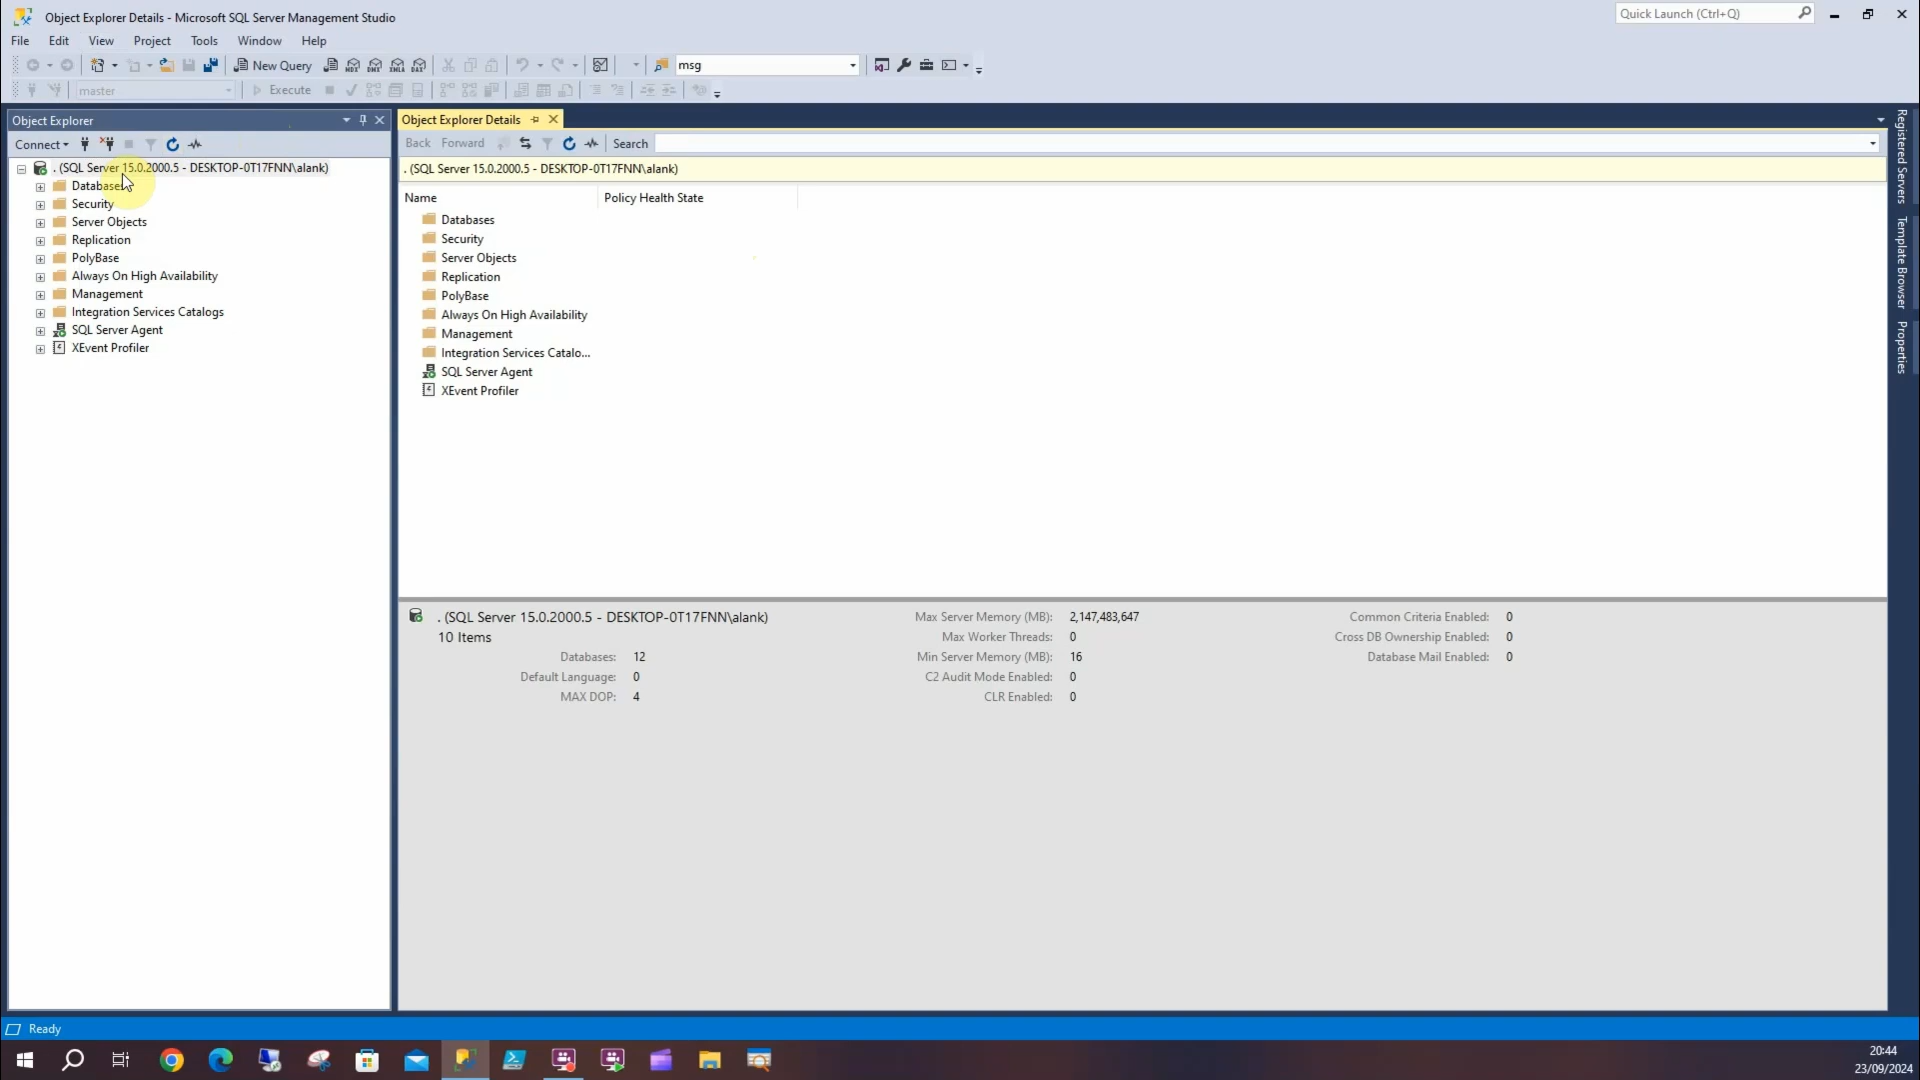 Object Explorer Details - Microsoft SQL Server Management Studio
Quick Launch (Ctrl+Q)
File Edit View Project Tools Window Help
New Query
MDX DMX XMLA DAX
msg
master
Execute
Object Explorer
Connect
. (SQL Server 15.0.2000.5 - DESKTOP-0T17FNN\alank)
Databases
Security
Server Objects
Replication
PolyBase
Always On High Availability
Management
Integration Services Catalogs
SQL Server Agent
XEvent Profiler
Object Explorer Details
Back Forward Search
. (SQL Server 15.0.2000.5 - DESKTOP-0T17FNN\alank)
Name Policy Health State
Databases
Security
Server Objects
Replication
PolyBase
Always On High Availability
Management
Integration Services Catalo...
SQL Server Agent
XEvent Profiler
. (SQL Server 15.0.2000.5 - DESKTOP-0T17FNN\alank)
10 Items
Databases: 12
Default Language: 0
MAX DOP: 4
Max Server Memory (MB): 2,147,483,647
Max Worker Threads: 0
Min Server Memory (MB): 16
C2 Audit Mode Enabled: 0
CLR Enabled: 0
Common Criteria Enabled: 0
Cross DB Ownership Enabled: 0
Database Mail Enabled: 0
Registered Servers
Template Browser
Properties
Ready
20:44
23/09/2024